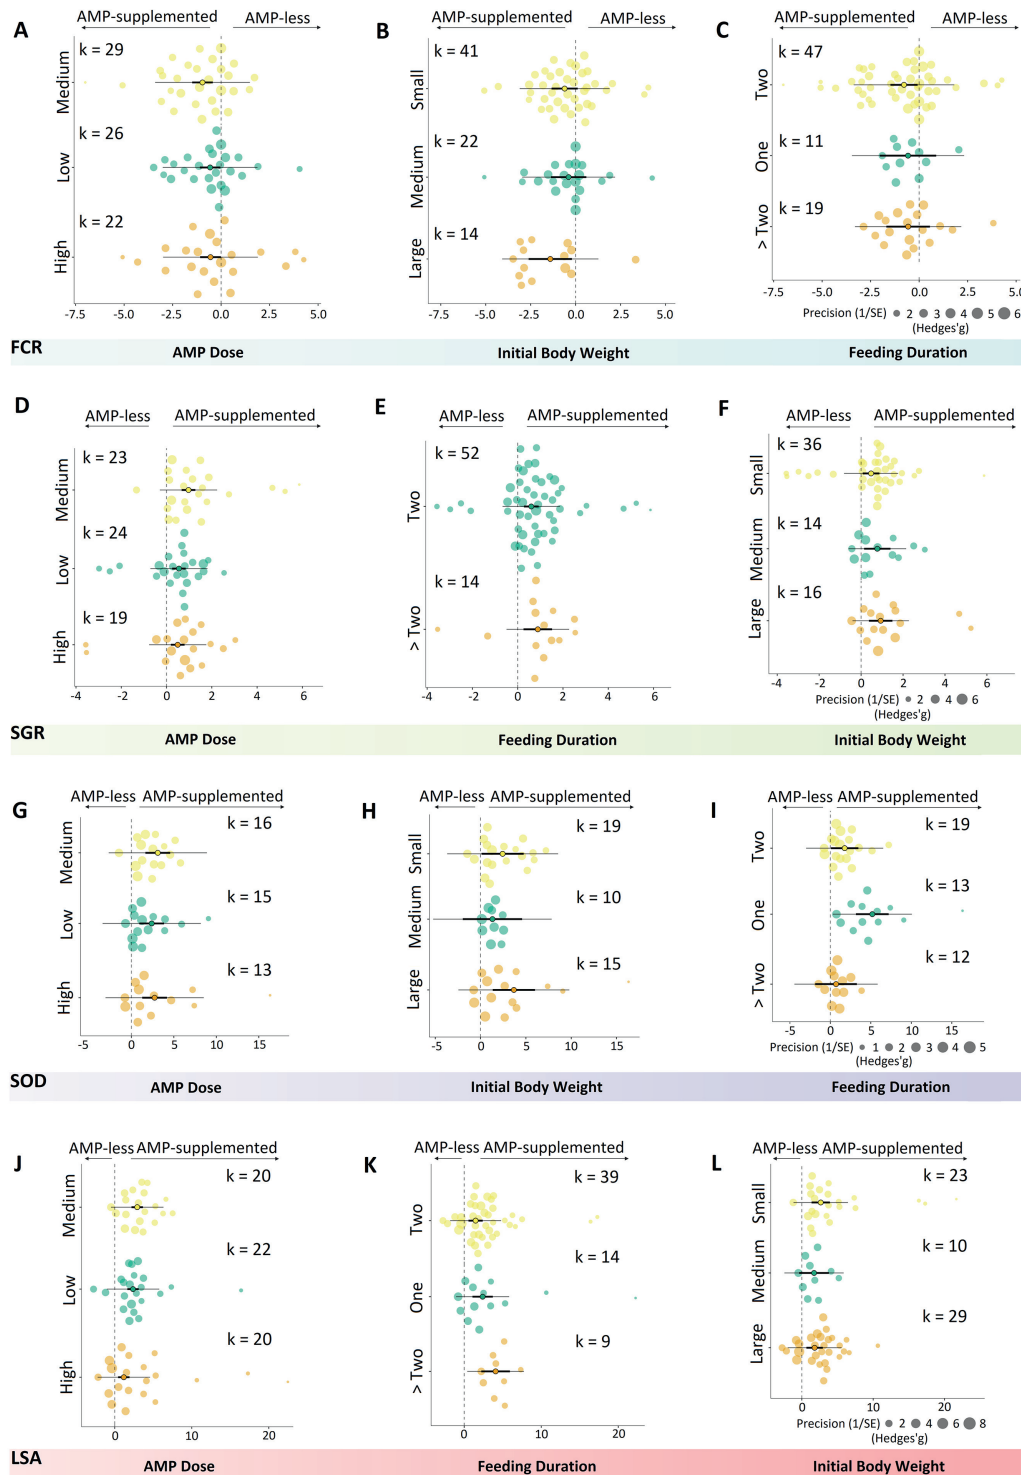 AMP-supplemented AMP-less
A
k = 29
Medium
k = 26
Low
k = 22
High
-7.5 -5.0 -2.5 0.0 2.5 5.0
AMP-supplemented AMP-less
B
k = 41
Small
k = 22
Medium
k = 14
Large
-7.5 -5.0 -2.5 0.0 2.5 5.0
AMP-supplemented AMP-less
C
k = 47
Two
k = 11
One
k = 19
> Two
-7.5 -5.0 -2.5 0.0 2.5 5.0
Precision (1/SE) 2 3 4 5 6
(Hedges'g)
FCR AMP Dose Initial Body Weight Feeding Duration
D
AMP-less AMP-supplemented
k = 23
Medium
k = 24
Low
k = 19
High
-4 -2 0 2 4 6
E
AMP-less AMP-supplemented
k = 52
Two
k = 14
> Two
-4 -2 0 2 4 6
F
AMP-less AMP-supplemented
k = 36
Small
k = 14
Medium
k = 16
Large
-4 -2 0 2 4 6
Precision (1/SE) 2 4 6
(Hedges'g)
SGR AMP Dose Feeding Duration Initial Body Weight
AMP-less AMP-supplemented
G
k = 16
Medium
k = 15
Low
k = 13
High
-5 0 5 10 15
AMP-less AMP-supplemented
H
k = 19
Small
k = 10
Medium
k = 15
Large
-5 0 5 10 15
AMP-less AMP-supplemented
I
k = 19
Two
k = 13
One
k = 12
> Two
-5 0 5 10 15
Precision (1/SE) 1 2 3 4 5
(Hedges'g)
SOD AMP Dose Initial Body Weight Feeding Duration
AMP-less AMP-supplemented
J
k = 20
Medium
k = 22
Low
k = 20
High
0 10 20
AMP-less AMP-supplemented
K
k = 39
Two
k = 14
One
k = 9
> Two
0 10 20
AMP-less AMP-supplemented
L
k = 23
Small
k = 10
Medium
k = 29
Large
0 10 20
Precision (1/SE) 2 4 6 8
(Hedges'g)
LSA AMP Dose Feeding Duration Initial Body Weight